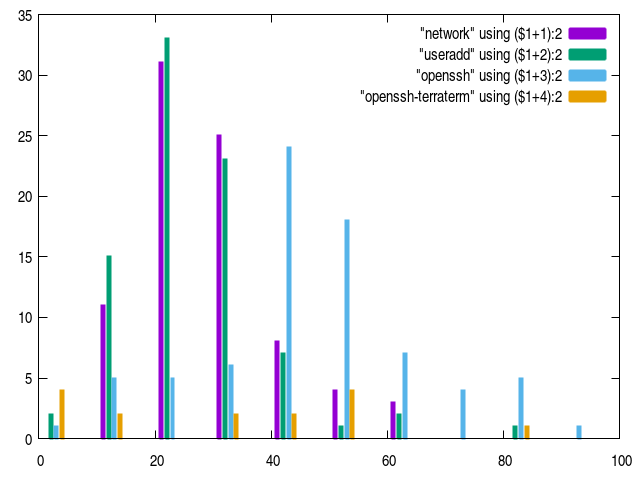 35
30
25
20
15
10
5
0
"network" using ($1+1):2
"useradd" using ($1+2):2
"openssh" using ($1+3):2
"openssh-terraterm" using ($1+4):2
0 20 40 60 80 100